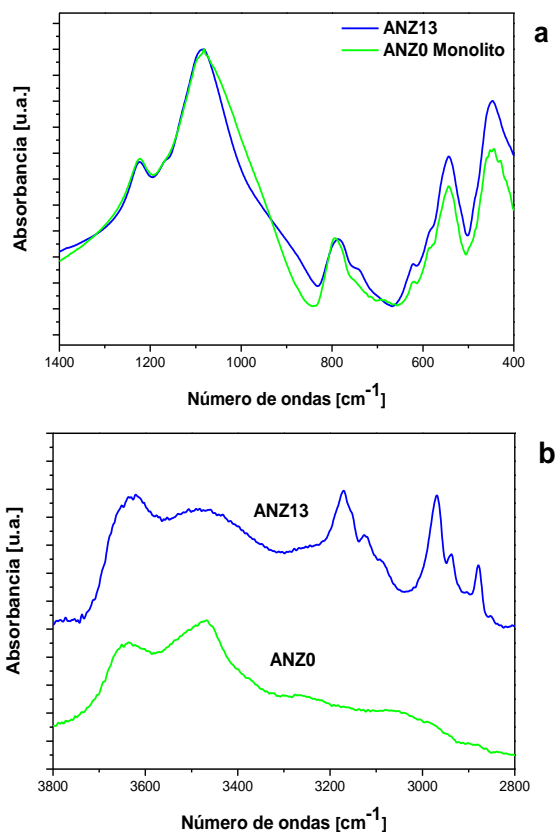 a
ANZ13
ANZ0 Monolito
Absorbancia [u.a.]
1400 1200 1000 800 600 400
Número de ondas [cm-1]
b
ANZ13
ANZ0
Absorbancia [u.a.]
3800 3600 3400 3200 3000 2800
Número de ondas [cm-1]